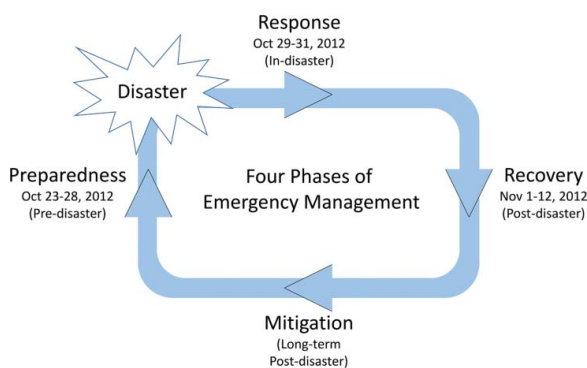 Response
Oct 29-31, 2012
(In-disaster)
Disaster
Preparedness
Oct 23-28, 2012
(Pre-disaster)
Four Phases of
Emergency Management
Recovery
Nov 1-12, 2012
(Post-disaster)
Mitigation
(Long-term
Post-disaster)